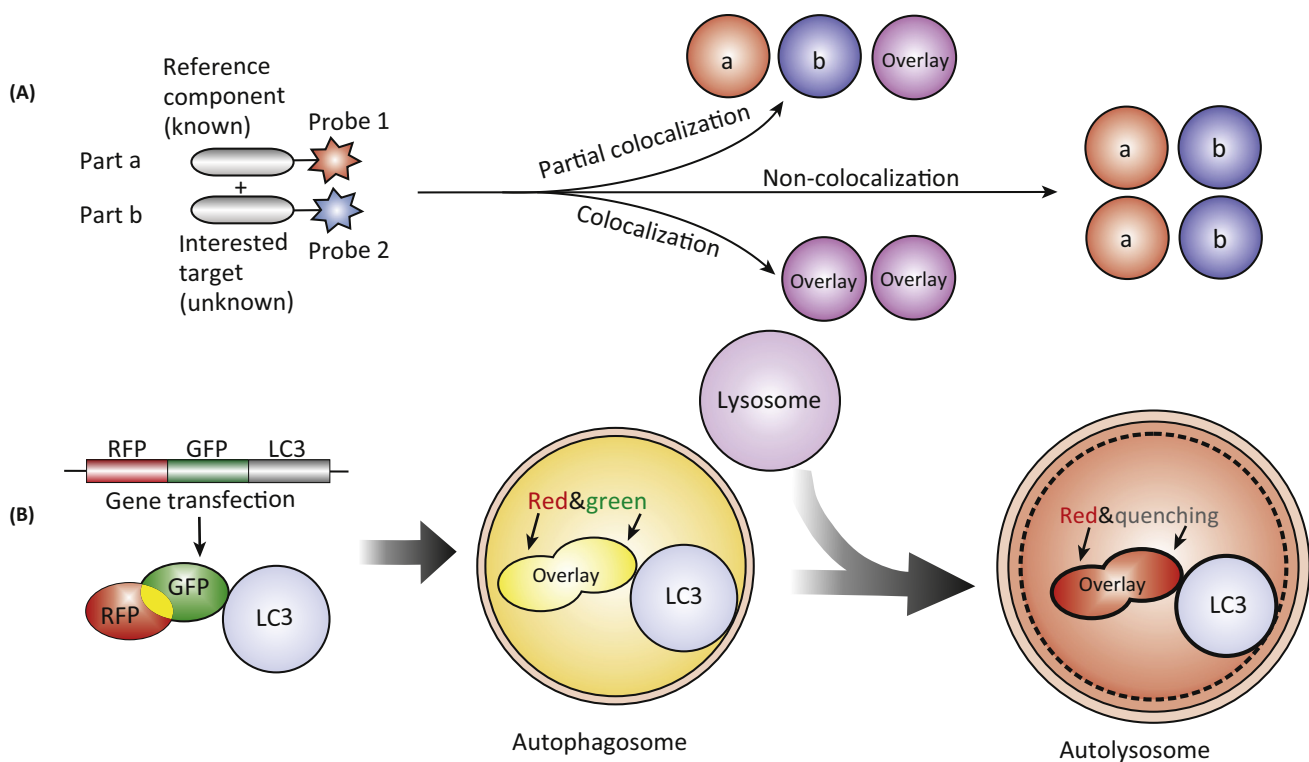 (A)
Reference
component
(known)
Probe 1
Part a
+
Part b
Interested
target
(unknown)
Probe 2
Partial colocalization
Non-colocalization
Colocalization
a
b
Overlay
a
b
a
b
Overlay
Overlay
(B)
RFP
GFP
LC3
Gene transfection
RFP
GFP
LC3
Lysosome
Red&green
Overlay
LC3
Autophagosome
Red&quenching
Overlay
LC3
Autolysosome